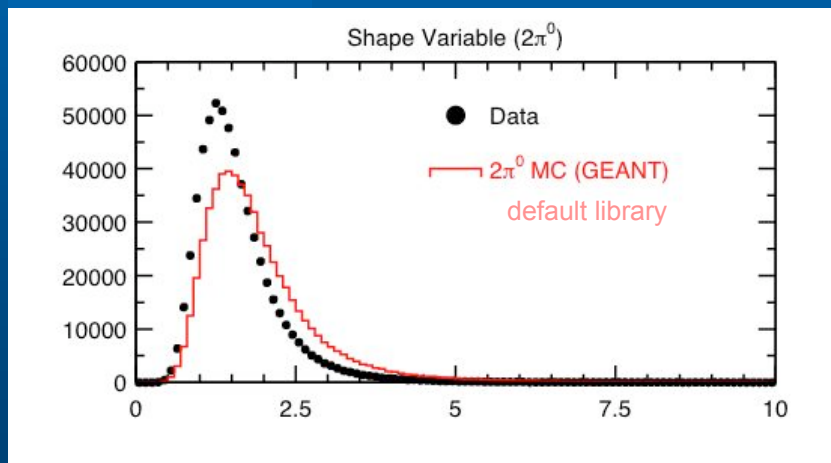 Shape Variable (2π⁰)
60000
50000
40000
30000
20000
10000
0
Data
2π⁰ MC (GEANT)
default library
0 2.5 5 7.5 10